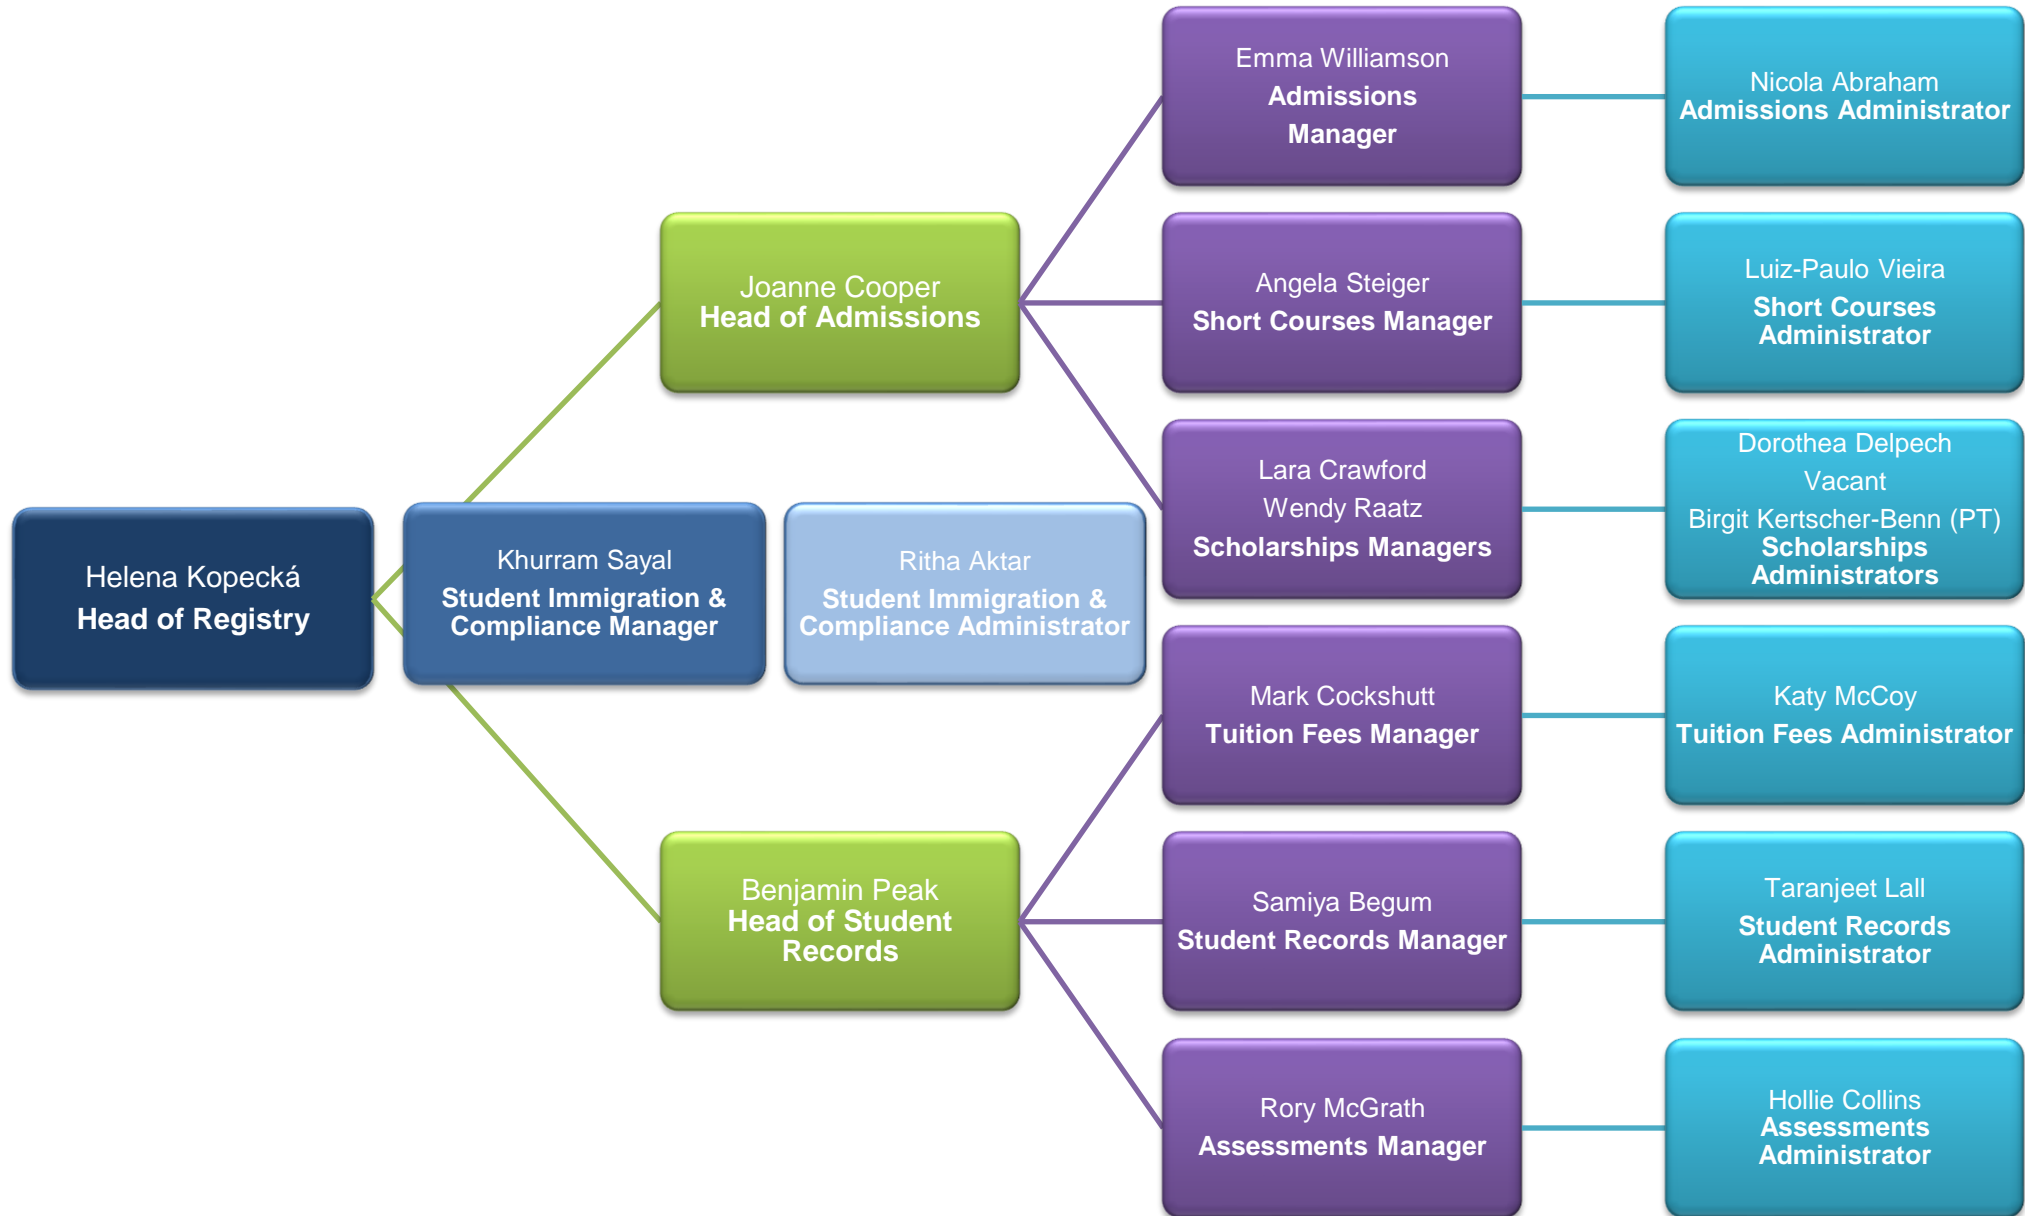 Helena Kopecká
Head of Registry
Khurram Sayal
Student Immigration &
Compliance Manager
Ritha Aktar
Student Immigration &
Compliance Administrator
Joanne Cooper
Head of Admissions
Emma Williamson
Admissions
Manager
Nicola Abraham
Admissions Administrator
Angela Steiger
Short Courses Manager
Luiz-Paulo Vieira
Short Courses
Administrator
Lara Crawford
Wendy Raatz
Scholarships Managers
Dorothea Delpech
Vacant
Birgit Kertscher-Benn (PT)
Scholarships
Administrators
Benjamin Peak
Head of Student
Records
Mark Cockshutt
Tuition Fees Manager
Katy McCoy
Tuition Fees Administrator
Samiya Begum
Student Records Manager
Taranjeet Lall
Student Records
Administrator
Rory McGrath
Assessments Manager
Hollie Collins
Assessments
Administrator